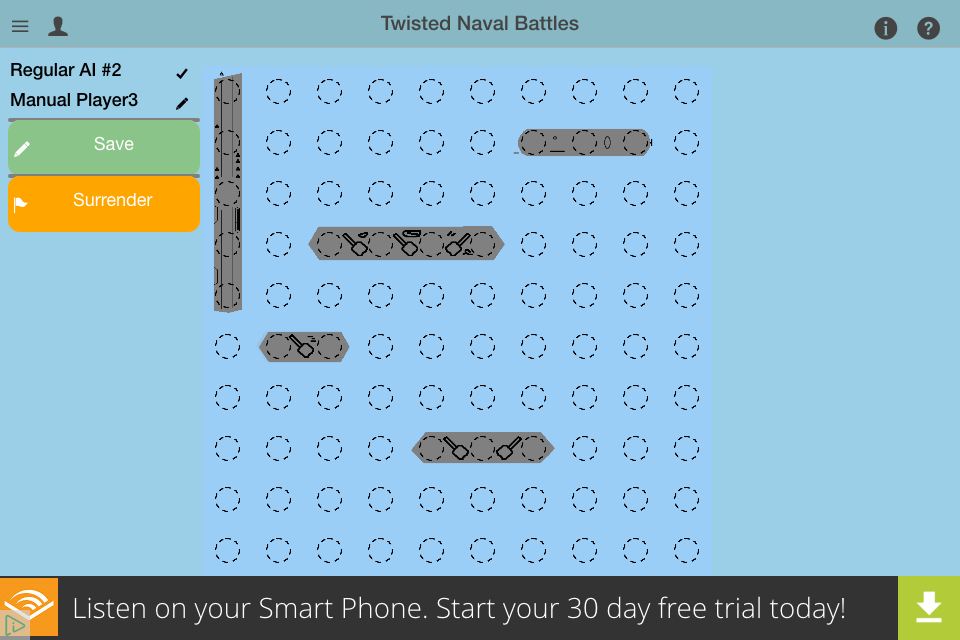 Twisted Naval Battles
i ?
Regular AI #2
Manual Player3
Save
Surrender
Listen on your Smart Phone. Start your 30 day free trial today!